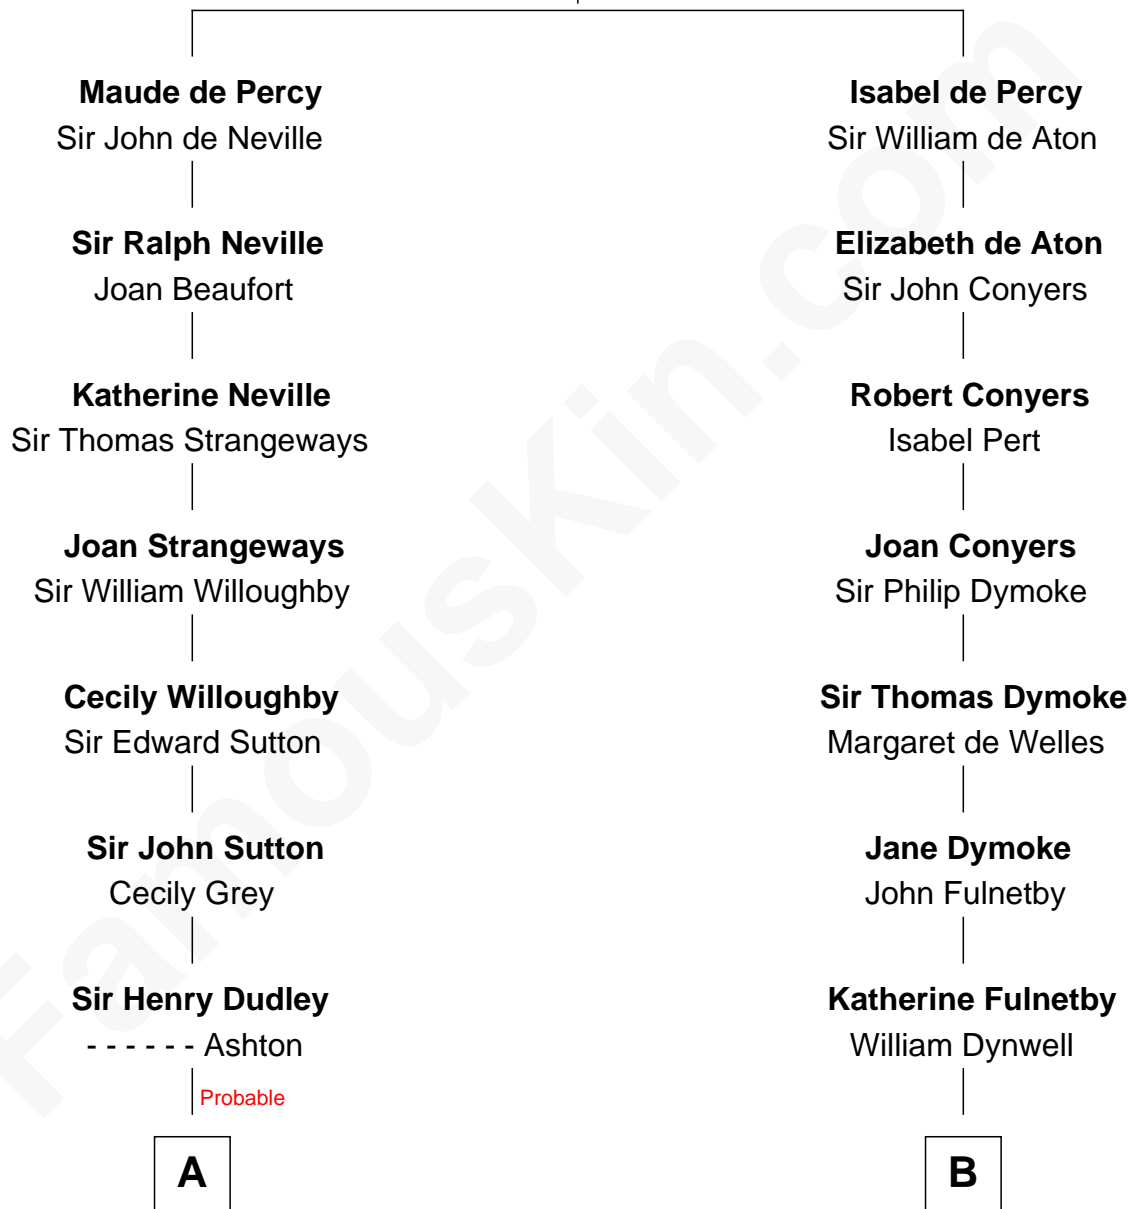 Maude de Percy
Sir John de Neville
Sir Ralph Neville
Joan Beaufort
Katherine Neville
Sir Thomas Strangeways
Joan Strangeways
Sir William Willoughby
Cecily Willoughby
Sir Edward Sutton
Sir John Sutton
Cecily Grey
Sir Henry Dudley
- - - - - - Ashton
Probable
A
Isabel de Percy
Sir William de Aton
Elizabeth de Aton
Sir John Conyers
Robert Conyers
Isabel Pert
Joan Conyers
Sir Philip Dymoke
Sir Thomas Dymoke
Margaret de Welles
Jane Dymoke
John Fulnetby
Katherine Fulnetby
William Dynwell
B
FamousKin.com